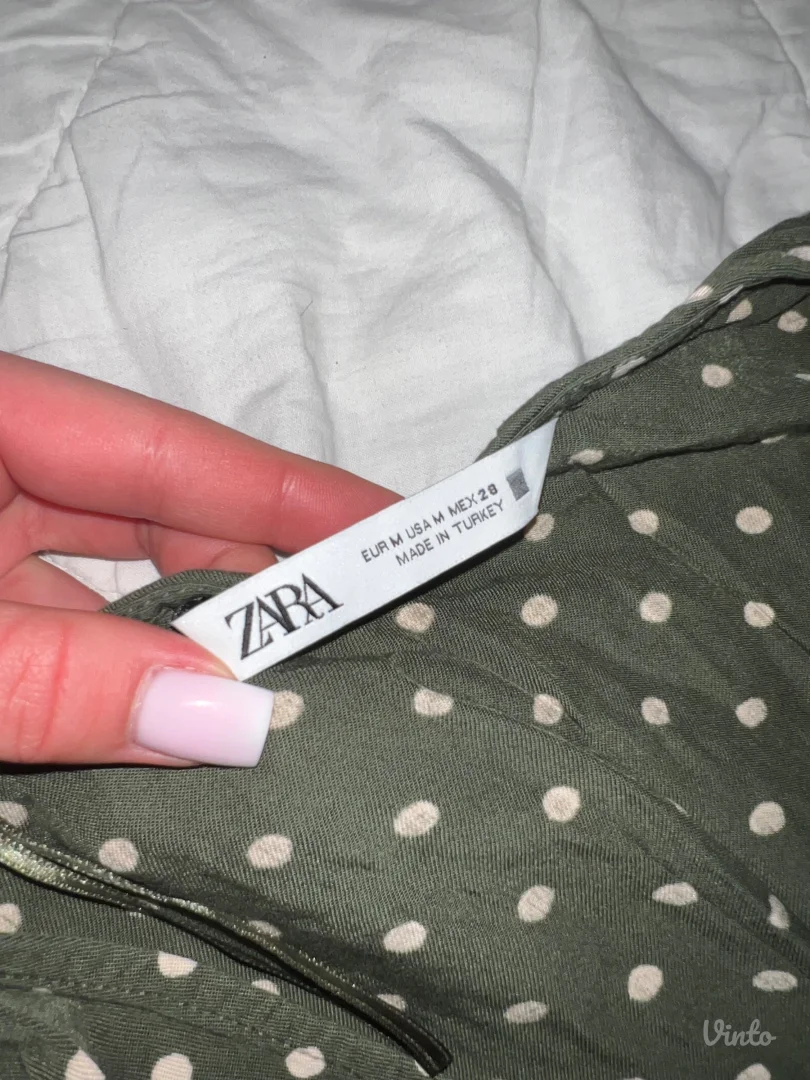 ZARA
EUR M USA M MEX 28
MADE IN TURKEY
Vinto